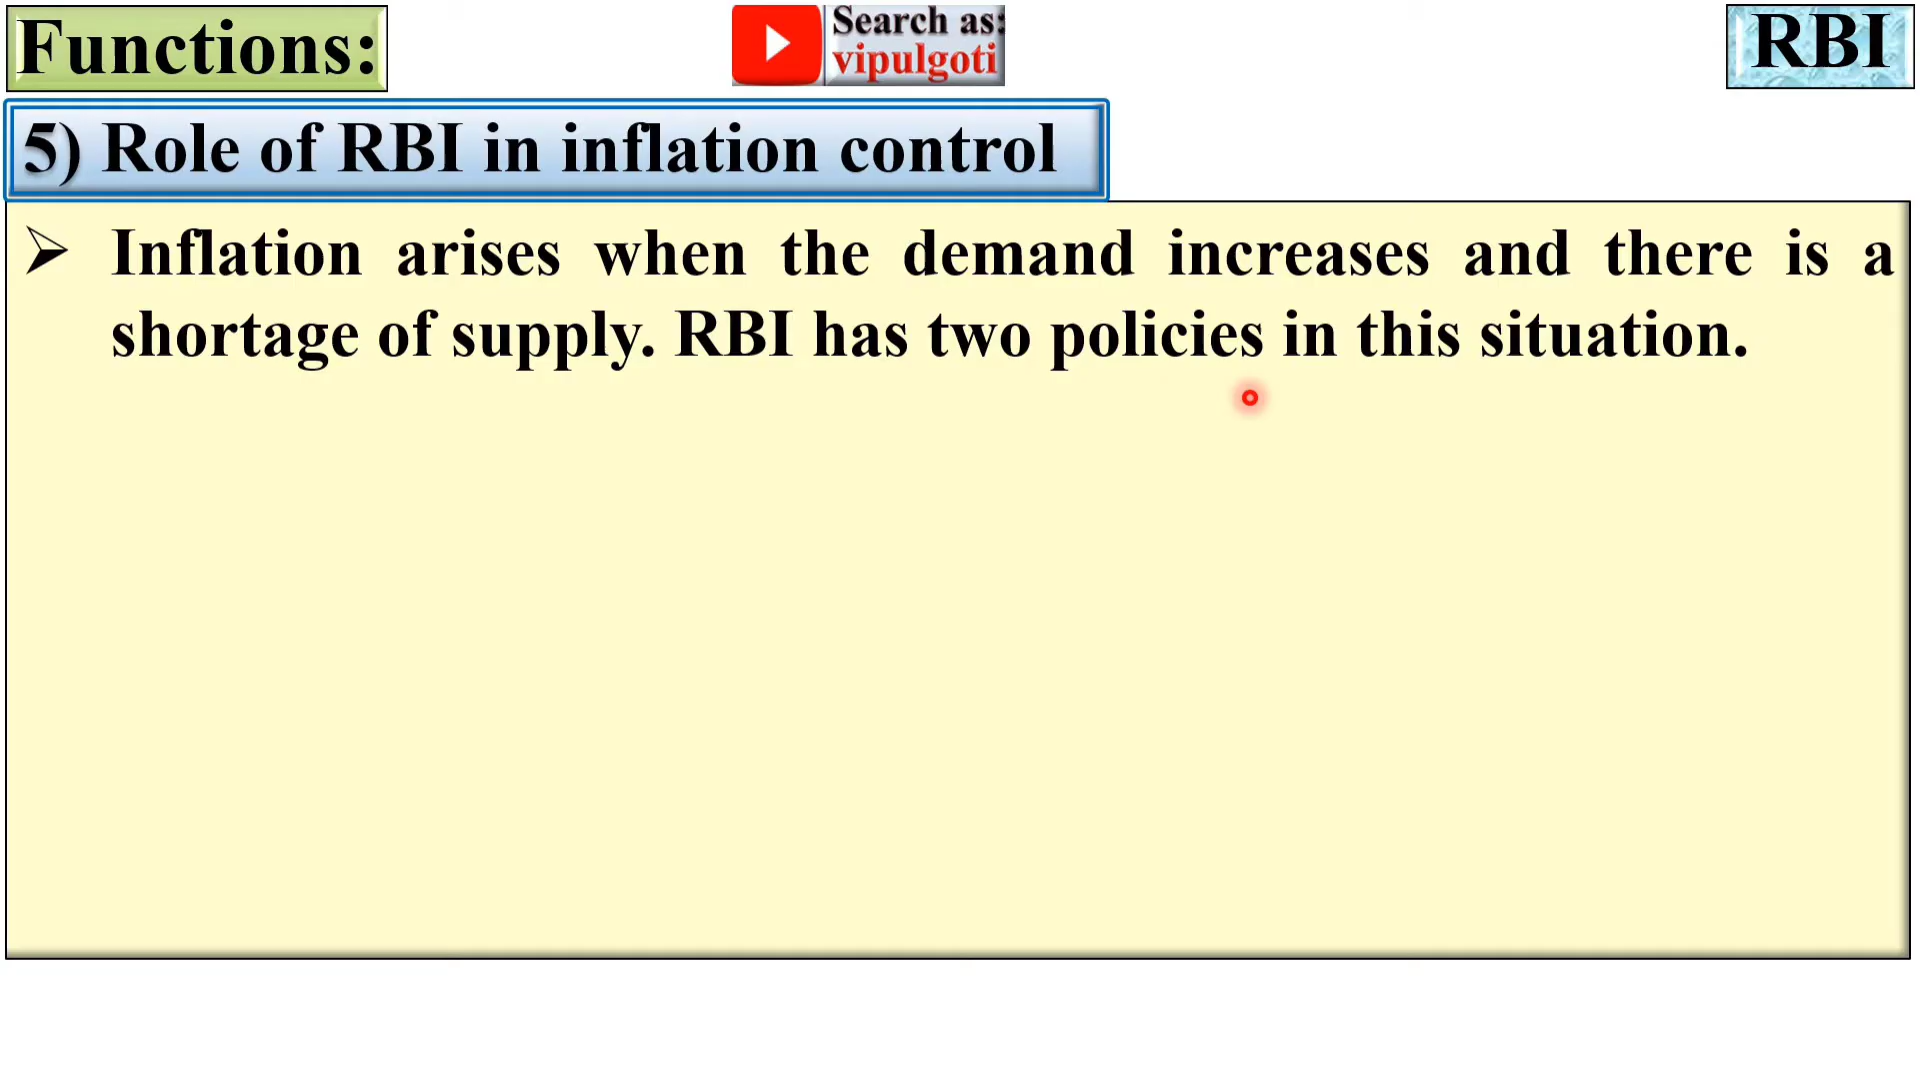 Functions:
Search as:
vipulgoti
RBI
5) Role of RBI in inflation control
Inflation arises when the demand increases and there is a
shortage of supply. RBI has two policies in this situation.